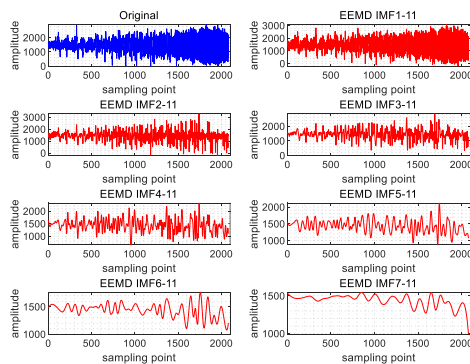 Original
EEMD IMF1-11
amplitude
2000
1000
0
0 500 1000 1500 2000
sampling point
amplitude
3000
2000
1000
0
0 500 1000 1500 2000
sampling point
EEMD IMF2-11
EEMD IMF3-11
amplitude
3000
2000
1000
0
0 500 1000 1500 2000
sampling point
amplitude
3000
2000
1000
0
0 500 1000 1500 2000
sampling point
EEMD IMF4-11
EEMD IMF5-11
amplitude
2000
1500
1000
0 500 1000 1500 2000
sampling point
amplitude
2000
1500
1000
0 500 1000 1500 2000
sampling point
EEMD IMF6-11
EEMD IMF7-11
amplitude
1500
1000
0 500 1000 1500 2000
sampling point
amplitude
1500
1000
0 500 1000 1500 2000
sampling point